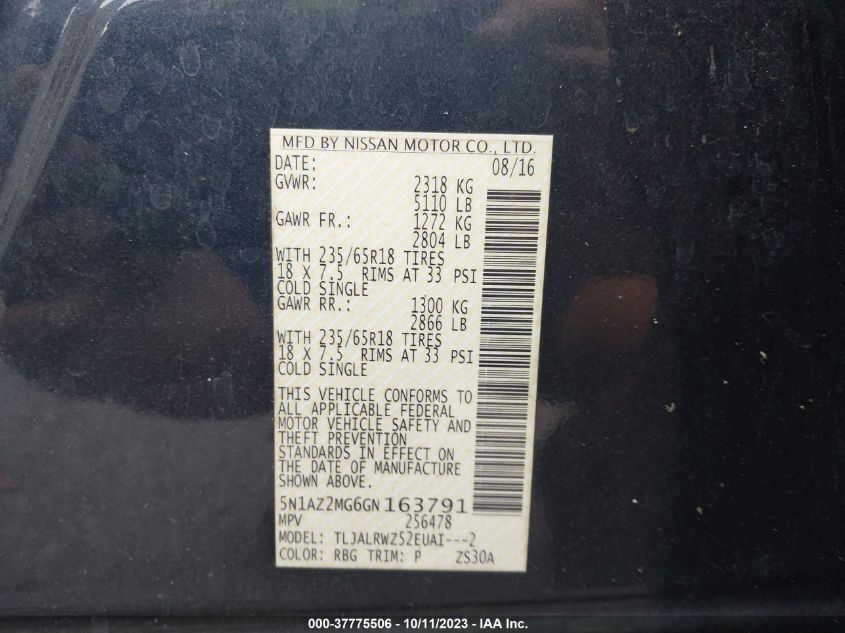 MFD BY NISSAN MOTOR CO., LTD.
DATE: 08/16
GVWR: 2318 KG
5110 LB
GAWR FR.: 1272 KG
2804 LB
WITH 235/65R18 TIRES
18 X 7.5 RIMS AT 33 PSI
COLD SINGLE
GAWR RR.: 1300 KG
2866 LB
WITH 235/65R18 TIRES
18 X 7.5 RIMS AT 33 PSI
COLD SINGLE
THIS VEHICLE CONFORMS TO
ALL APPLICABLE FEDERAL
MOTOR VEHICLE SAFETY AND
THEFT PREVENTION
STANDARDS IN EFFECT ON
THE DATE OF MANUFACTURE
SHOWN ABOVE.
5N1AZ2MG6GN163791
MPV 256478
MODEL: TLJALRWZ52EUAI---2
COLOR: RBG TRIM: P ZS30A
000-37775506 - 10/11/2023 - IAA Inc.